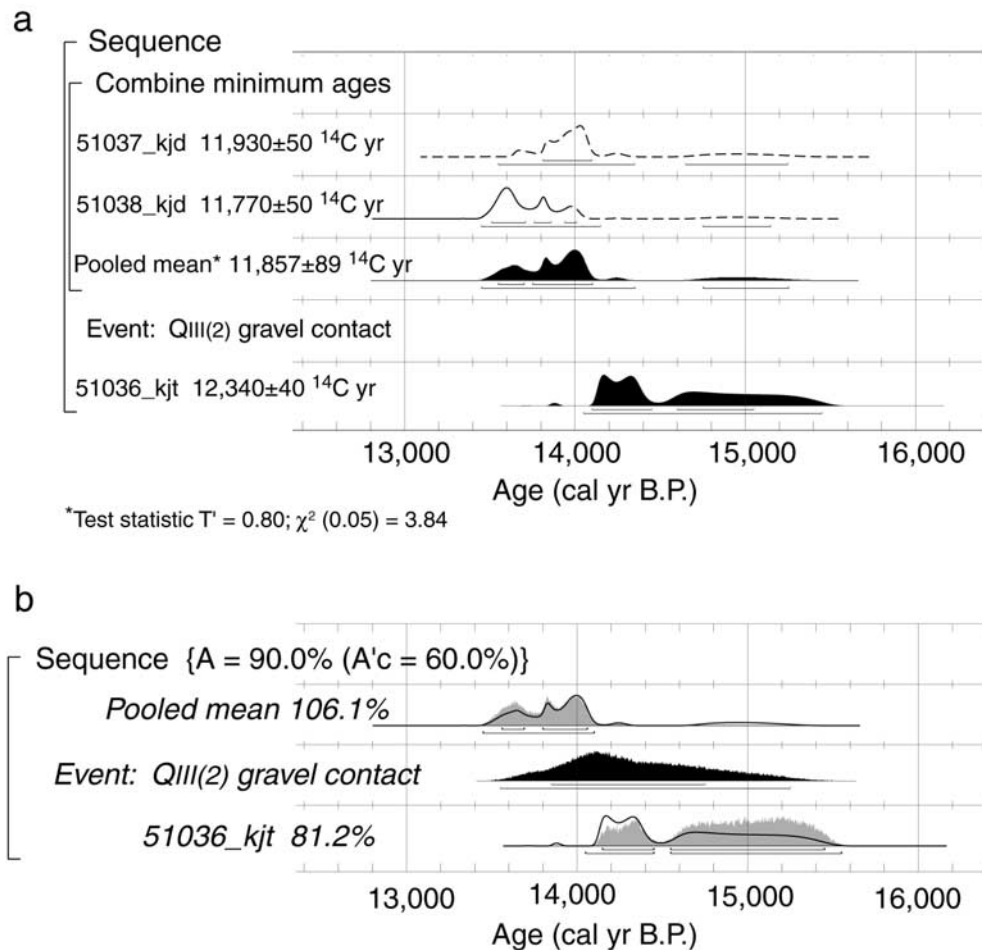 a
Sequence
Combine minimum ages
51037_kjd 11,930±50 ¹⁴C yr
51038_kjd 11,770±50 ¹⁴C yr
Pooled mean* 11,857±89 ¹⁴C yr
Event: QIII(2) gravel contact
51036_kjt 12,340±40 ¹⁴C yr
13,000 14,000 15,000 16,000
Age (cal yr B.P.)
*Test statistic T' = 0.80; χ² (0.05) = 3.84
b
Sequence {A = 90.0% (A'c = 60.0%)}
Pooled mean 106.1%
Event: QIII(2) gravel contact
51036_kjt 81.2%
13,000 14,000 15,000 16,000
Age (cal yr B.P.)